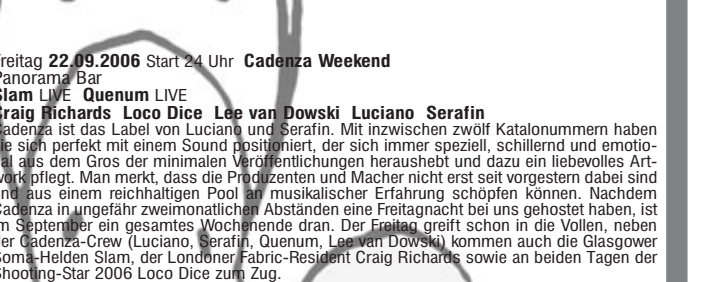 reitag 22.09.2006 Start 24 Uhr Cadenza Weekend
Panorama Bar
Slam LIVE Quenum LIVE
Craig Richards Loco Dice Lee van Dowski Luciano Serafin
Cadenza ist das Label von Luciano und Serafin. Mit inzwischen zwölf Katalonummern haben
ie sich perfekt mit einem Sound positioniert, der sich immer speziell, schillernd und emotio-
al aus dem Gros der minimalen Veröffentlichungen heraushebt und dazu ein liebevolles Art-
work pflegt. Man merkt, dass die Produzenten und Macher nicht erst seit vorgestern dabei sind
nd aus einem reichhaltigen Pool an musikalischer Erfahrung schöpfen können. Nachdem
Cadenza in ungefähr zweimonatlichen Abständen eine Freitagnacht bei uns gehostet haben, ist
m September ein gesamtes Wochenende dran. Der Freitag greift schon in die Vollen, neben
er Cadenza-Crew (Luciano, Serafin, Quenum, Lee van Dowski) kommen auch die Glasgower
Soma-Helden Slam, der Londoner Fabric-Resident Craig Richards sowie an beiden Tagen der
Shooting-Star 2006 Loco Dice zum Zug.